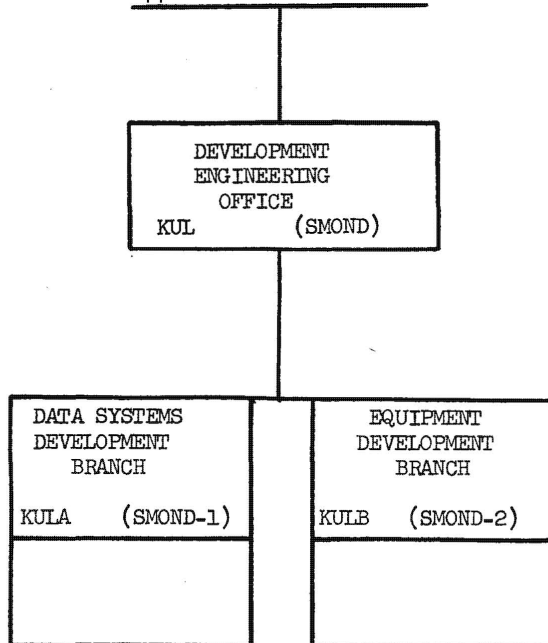 DEVELOPMENT
ENGINEERING
OFFICE
KUL (SMOND)
DATA SYSTEMS
DEVELOPMENT
BRANCH
KULA (SMOND-1)
EQUIPMENT
DEVELOPMENT
BRANCH
KULB (SMOND-2)